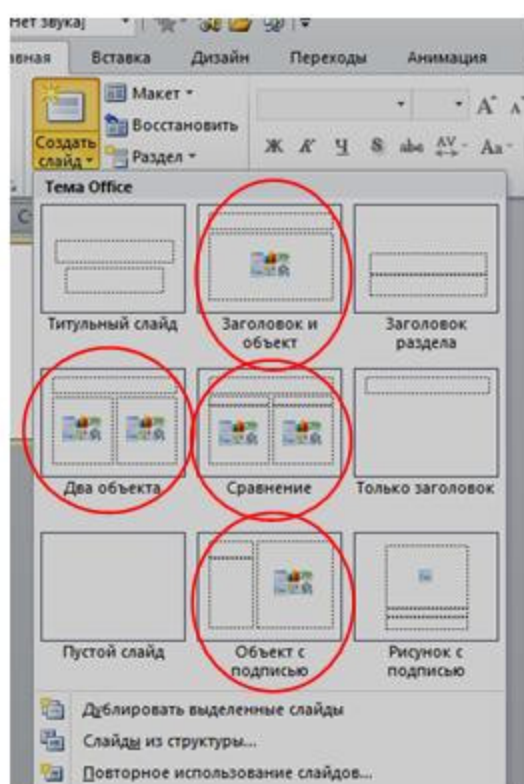 Нет звука]
вная Вставка Дизайн Переходы Анимация
Создать слайд
Макет
Восстановить
Раздел
Ж К Ч S abe AV Aa
Тема Office
Титульный слайд
Заголовок и объект
Заголовок раздела
Два объекта
Сравнение
Только заголовок
Пустой слайд
Объект с подписью
Рисунок с подписью
Дублировать выделенные слайды
Слайды из структуры...
Повторное использование слайдов...